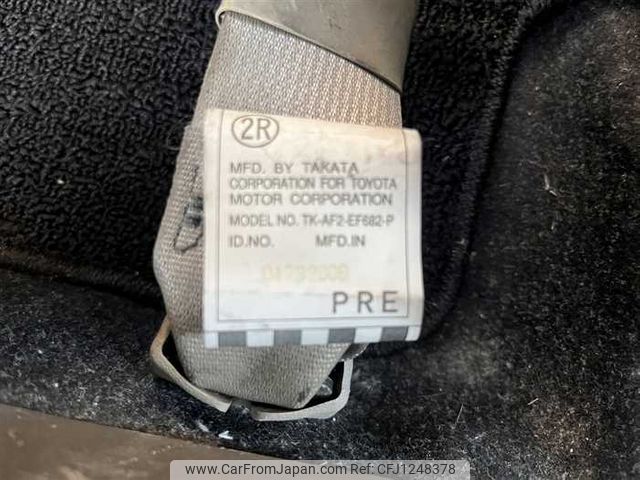 2R
MFD. BY TAKATA
CORPORATION FOR TOYOTA
MOTOR CORPORATION
MODEL NO. TK-AF2-EF682-P
ID.NO. MFD.IN
PRE
www.CarFromJapan.com | Ref:CFJ1248378